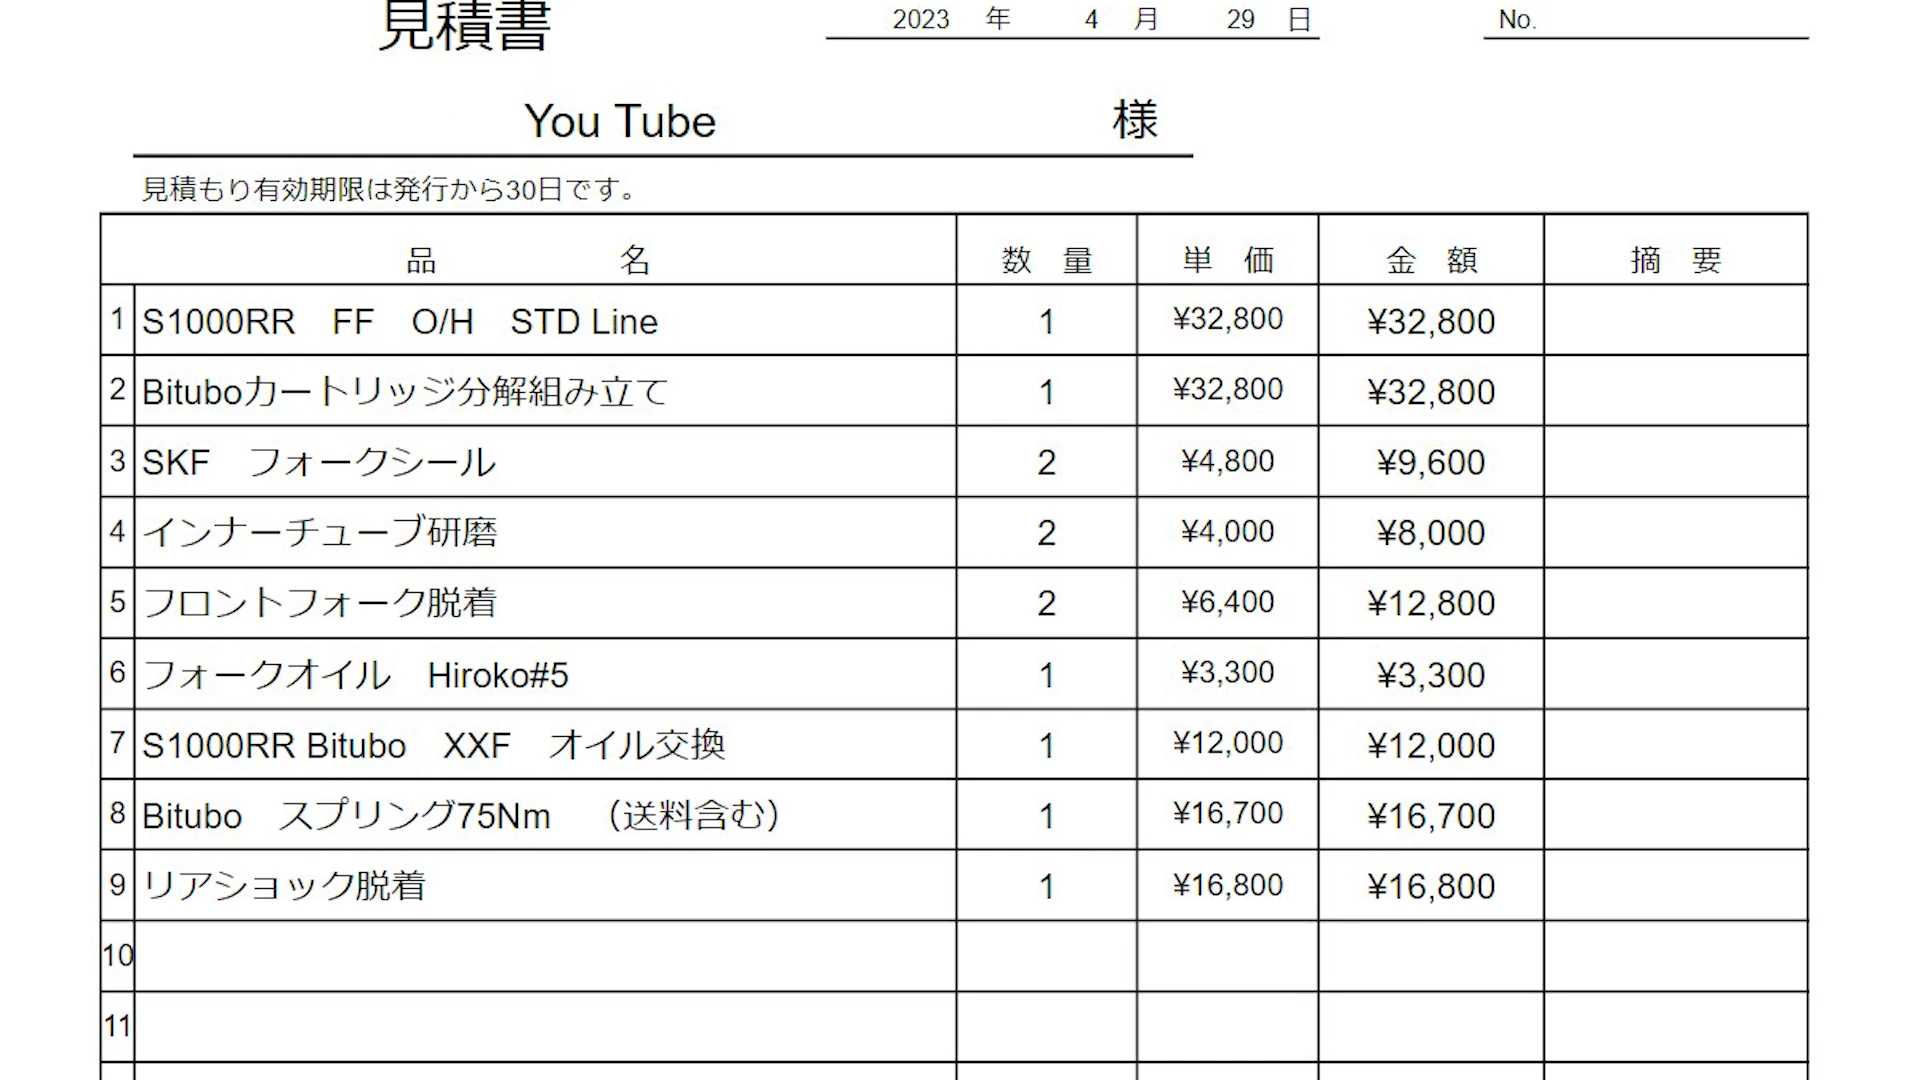 見積書 2023 年 4 月 29 日 No.
You Tube 様
見積もり有効期限は発行から30日です。
品 名 数 量 単 価 金 額 摘 要
1 S1000RR FF O/H STD Line 1 ¥32,800 ¥32,800
2 Bituboカートリッジ分解組み立て 1 ¥32,800 ¥32,800
3 SKF フォークシール 2 ¥4,800 ¥9,600
4 インナーチューブ研磨 2 ¥4,000 ¥8,000
5 フロントフォーク脱着 2 ¥6,400 ¥12,800
6 フォークオイル Hiroko#5 1 ¥3,300 ¥3,300
7 S1000RR Bitubo XXF オイル交換 1 ¥12,000 ¥12,000
8 Bitubo スプリング75Nm （送料含む） 1 ¥16,700 ¥16,700
9 リアショック脱着 1 ¥16,800 ¥16,800
10
11